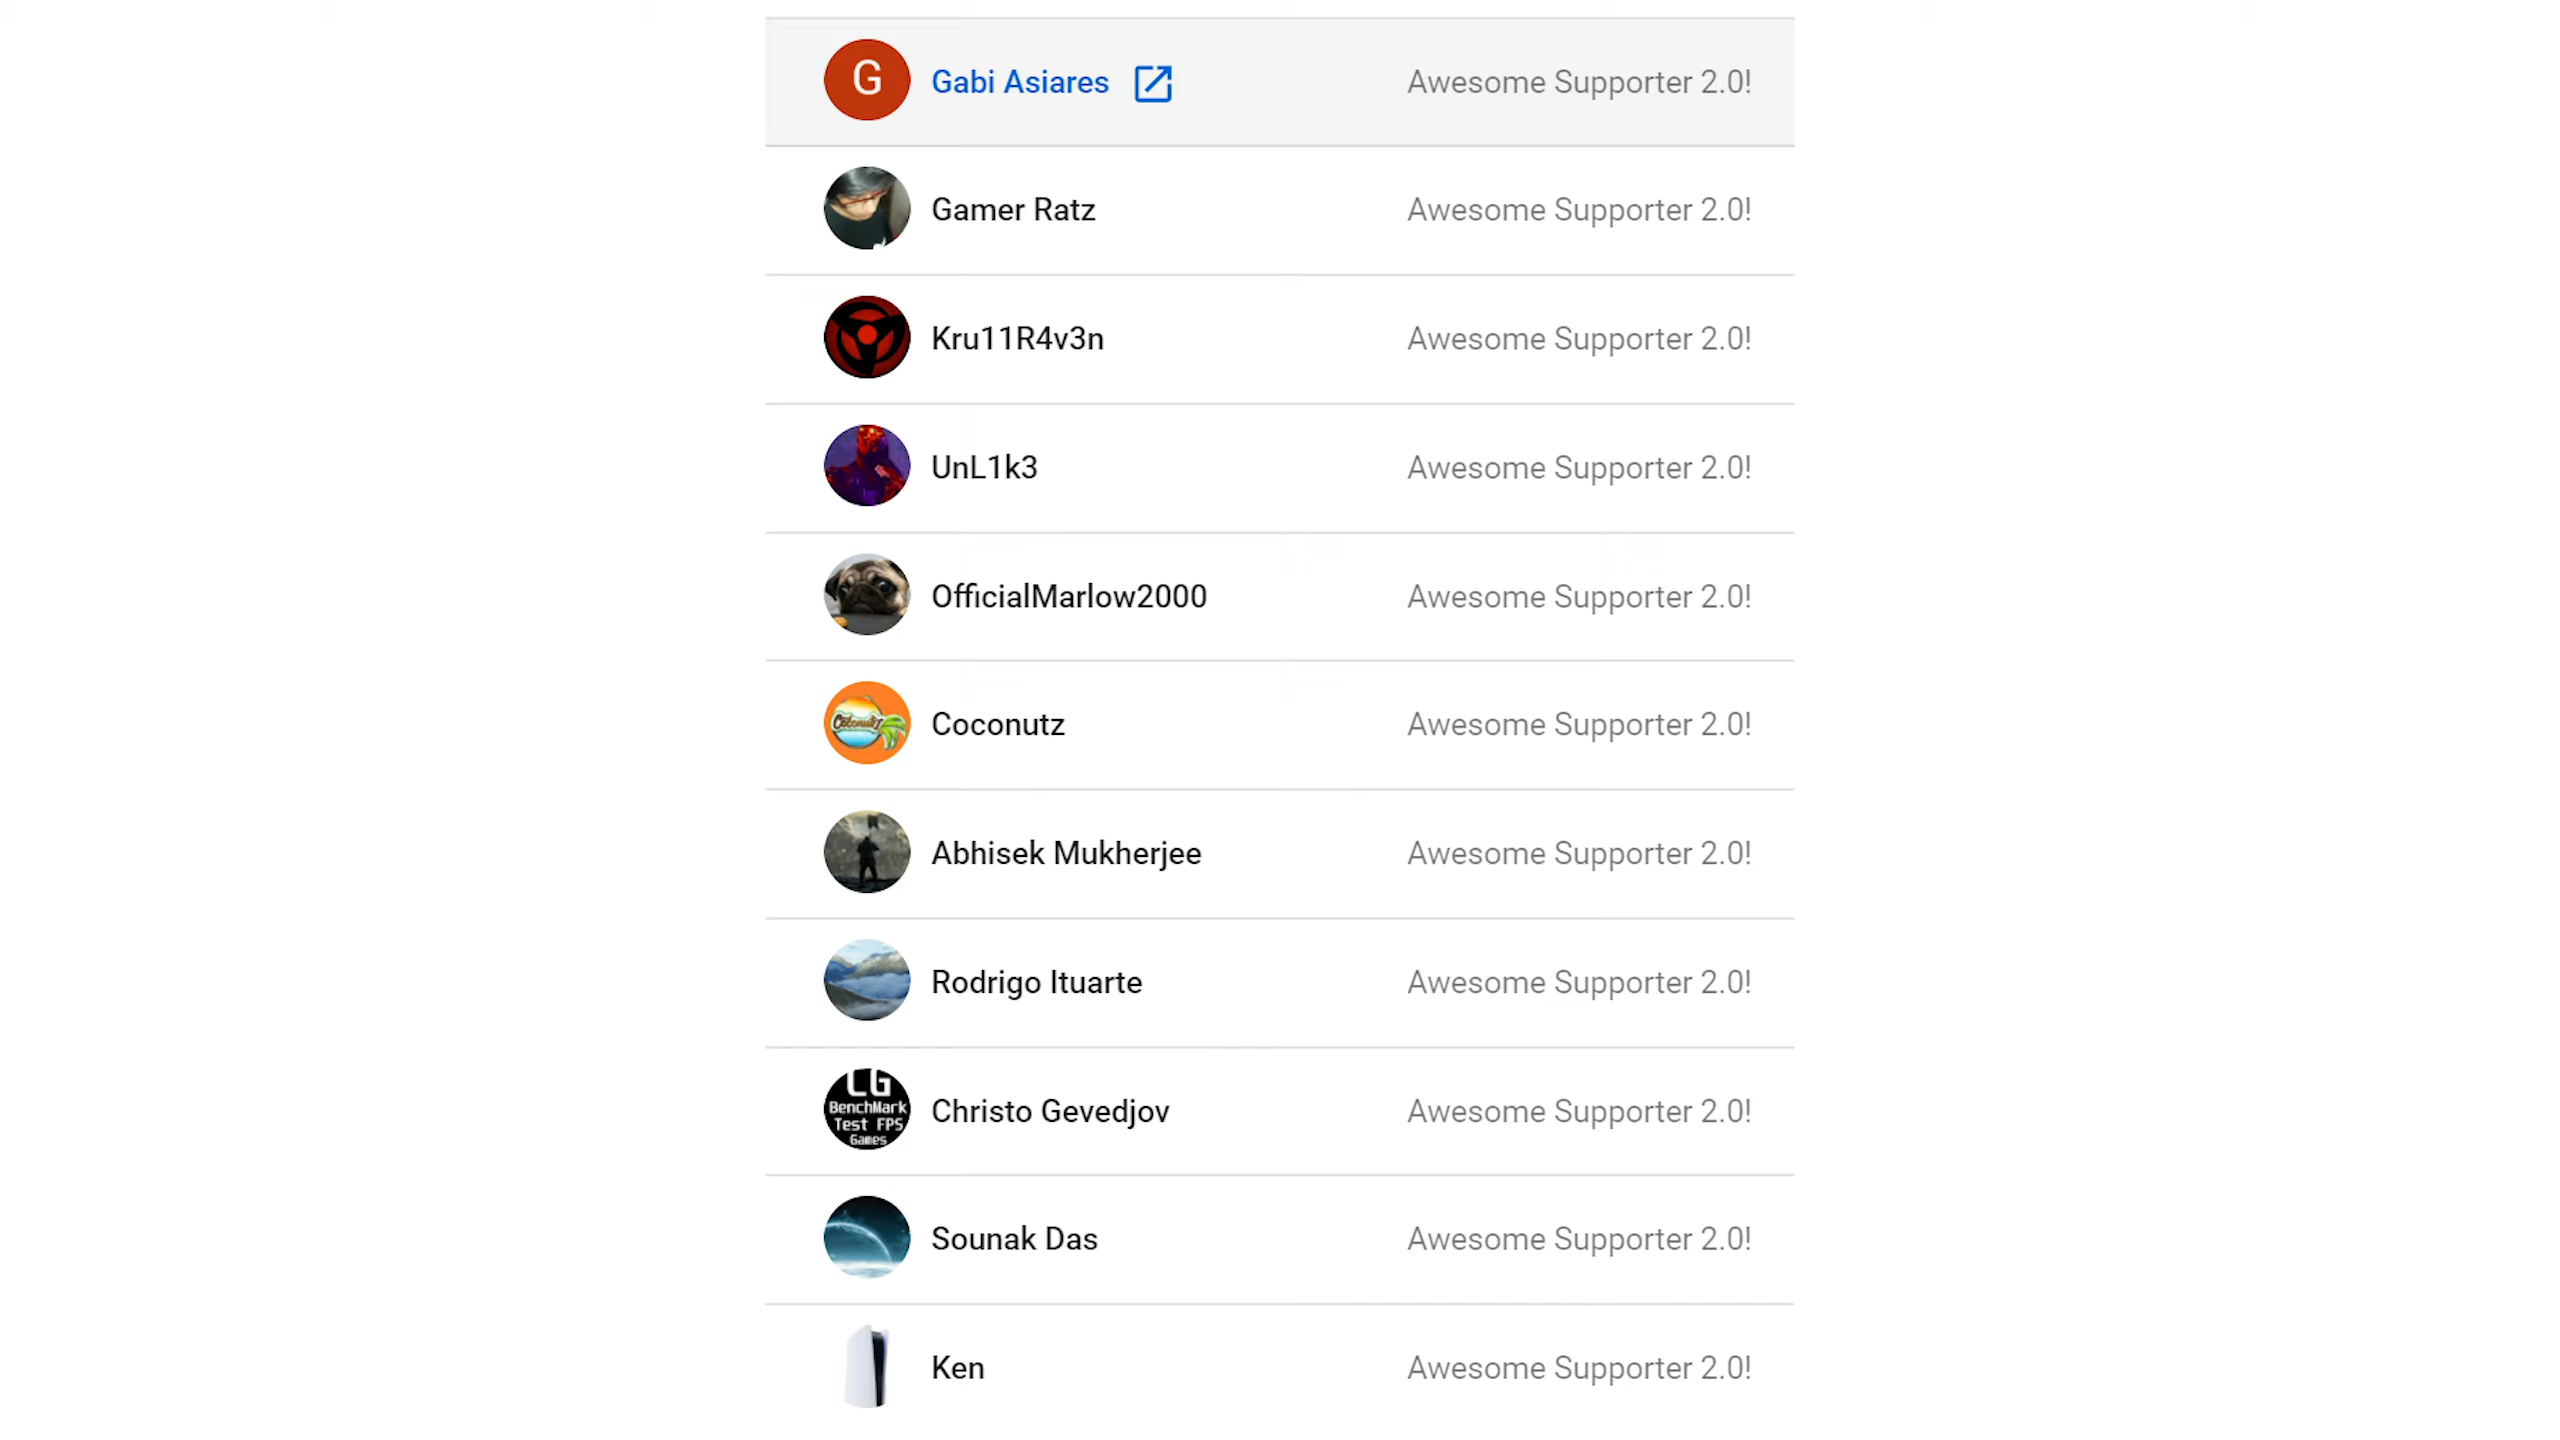 G Gabi Asiares Awesome Supporter 2.0!
Gamer Ratz Awesome Supporter 2.0!
Kru11R4v3n Awesome Supporter 2.0!
UnL1k3 Awesome Supporter 2.0!
OfficialMarlow2000 Awesome Supporter 2.0!
Coconutz Coconutz Awesome Supporter 2.0!
Abhisek Mukherjee Awesome Supporter 2.0!
Rodrigo Ituarte Awesome Supporter 2.0!
BenchMark
Test FPS
Games
Christo Gevedjov Awesome Supporter 2.0!
Sounak Das Awesome Supporter 2.0!
Ken Awesome Supporter 2.0!